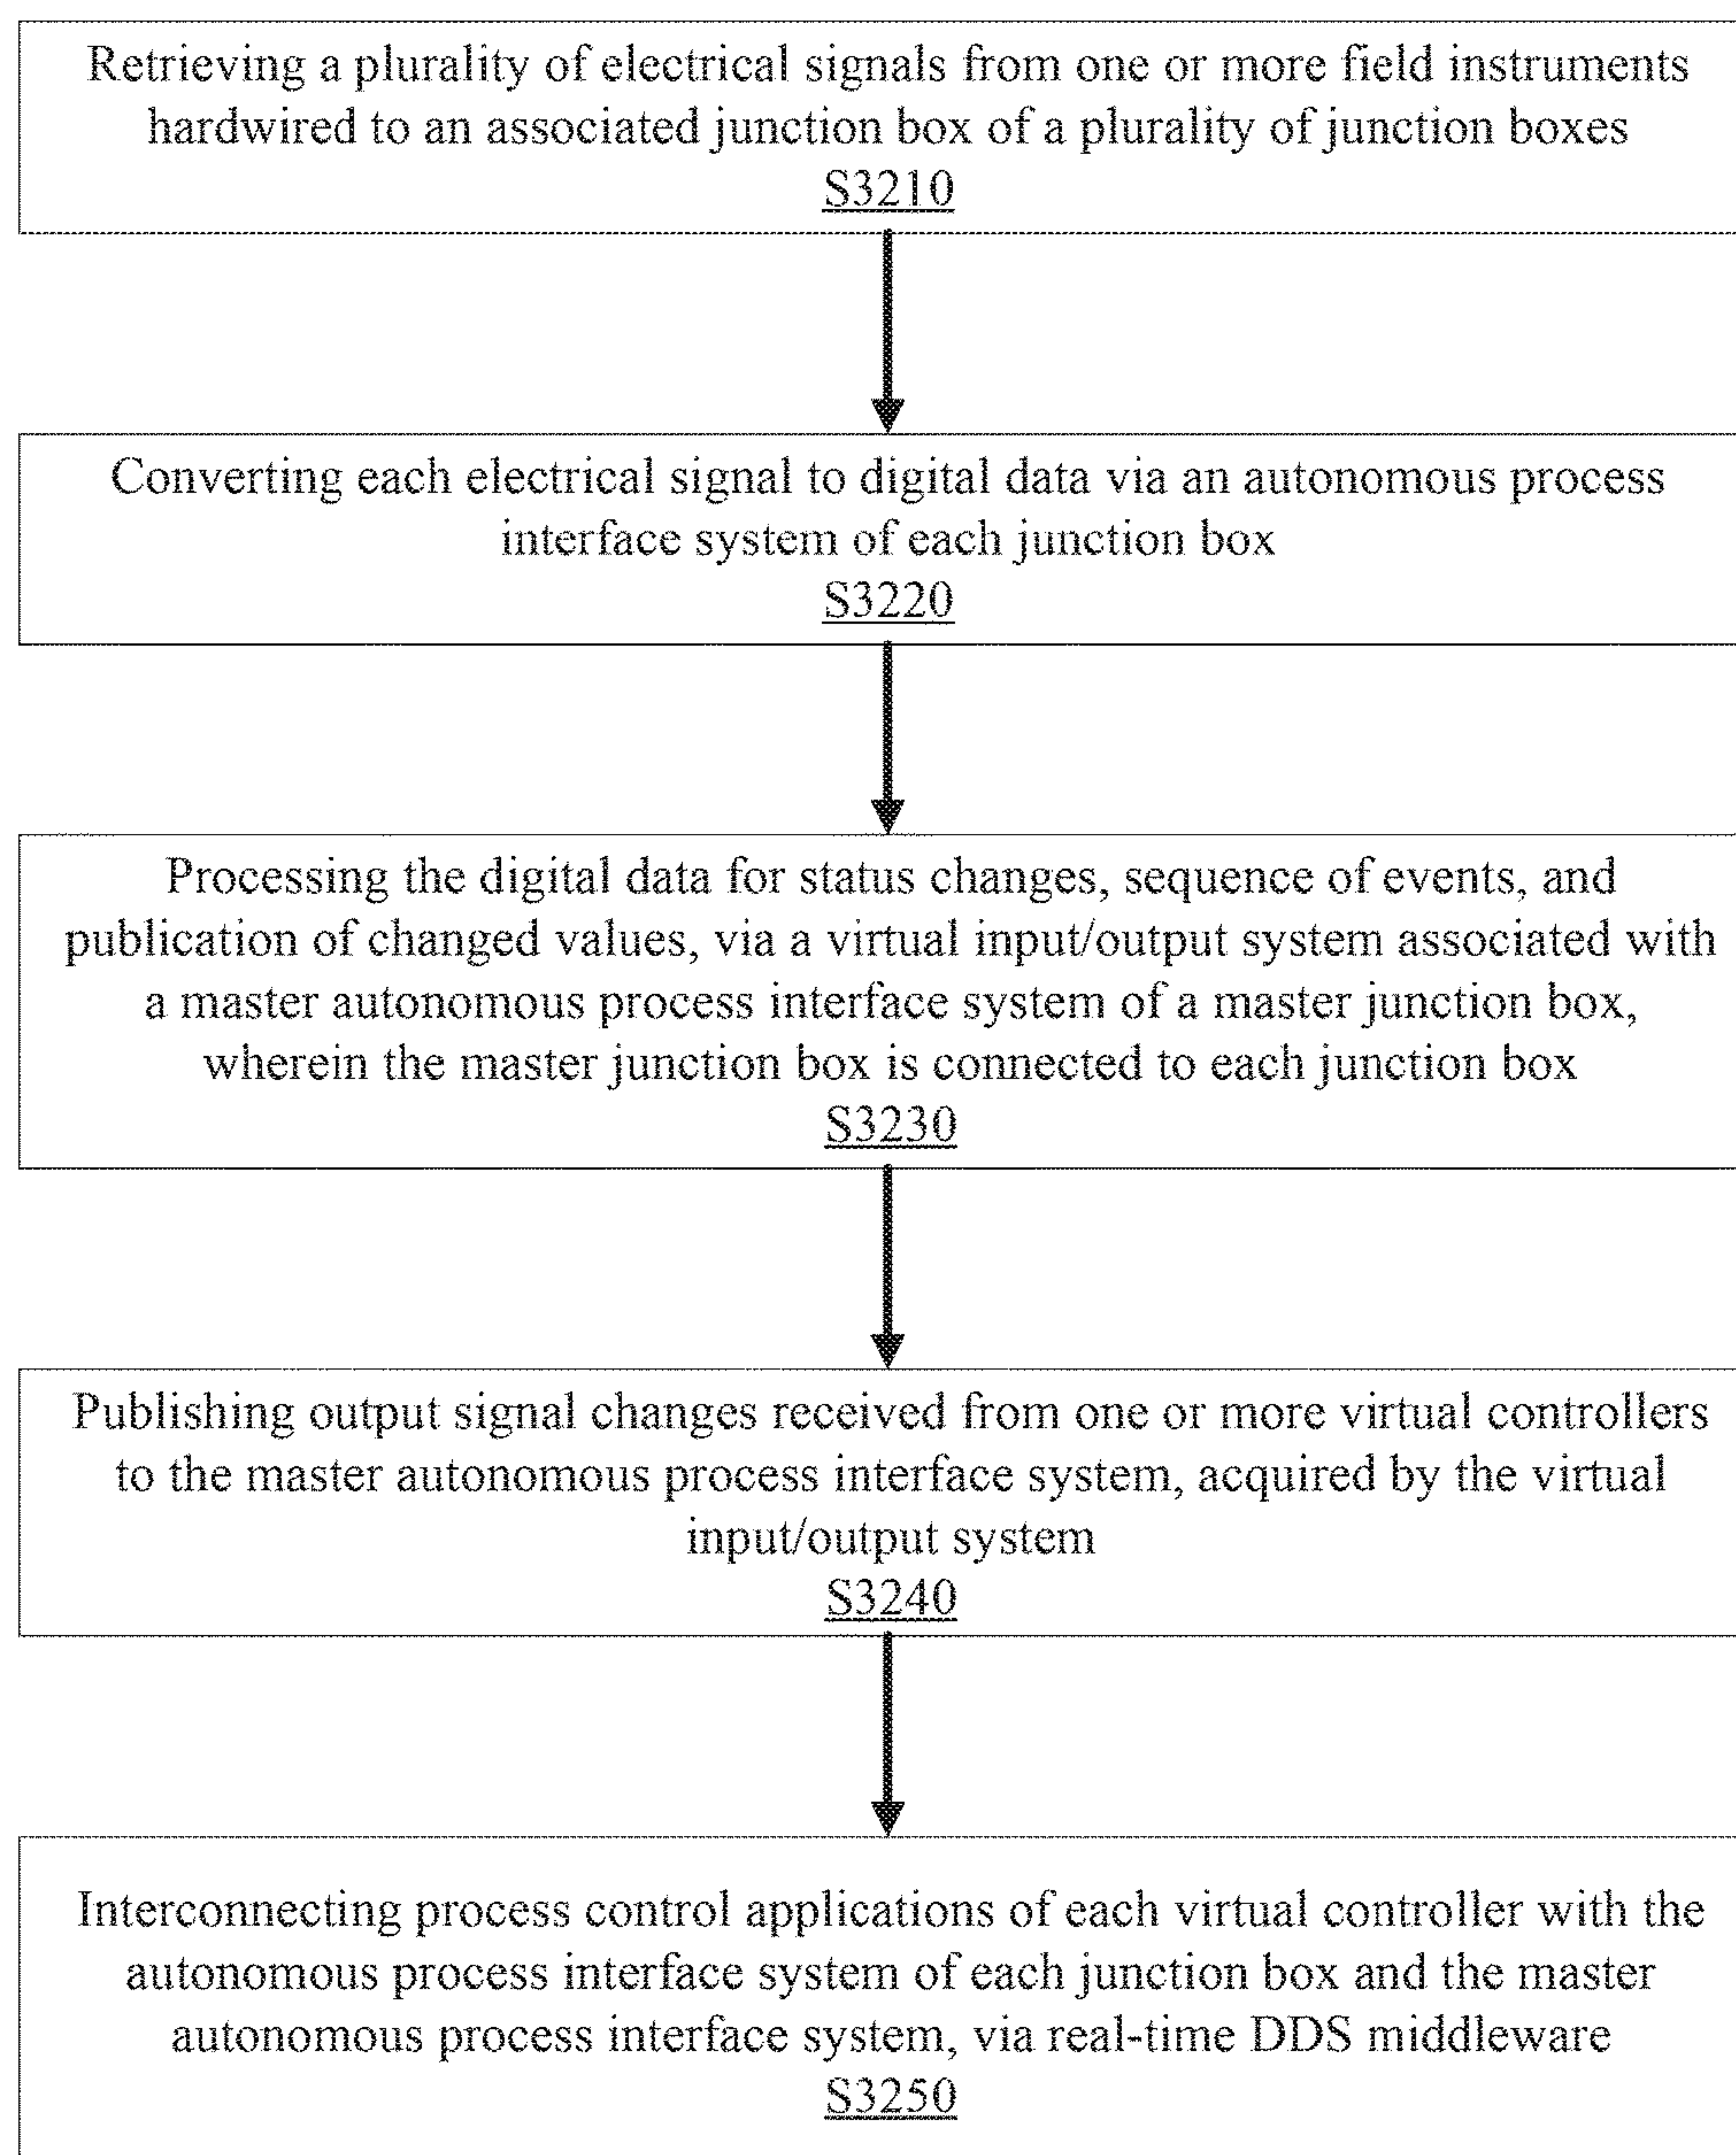 Retrieving a plurality of electrical signals from one or more field instruments
hardwired to an associated junction box of a plurality of junction boxes
S3210
Converting each electrical signal to digital data via an autonomous process
interface system of each junction box
S3220
Processing the digital data for status changes, sequence of events, and
publication of changed values, via a virtual input/output system associated with
a master autonomous process interface system of a master junction box,
wherein the master junction box is connected to each junction box
S3230
Publishing output signal changes received from one or more virtual controllers
to the master autonomous process interface system, acquired by the virtual
input/output system
S3240
Interconnecting process control applications of each virtual controller with the
autonomous process interface system of each junction box and the master
autonomous process interface system, via real-time DDS middleware
S3250